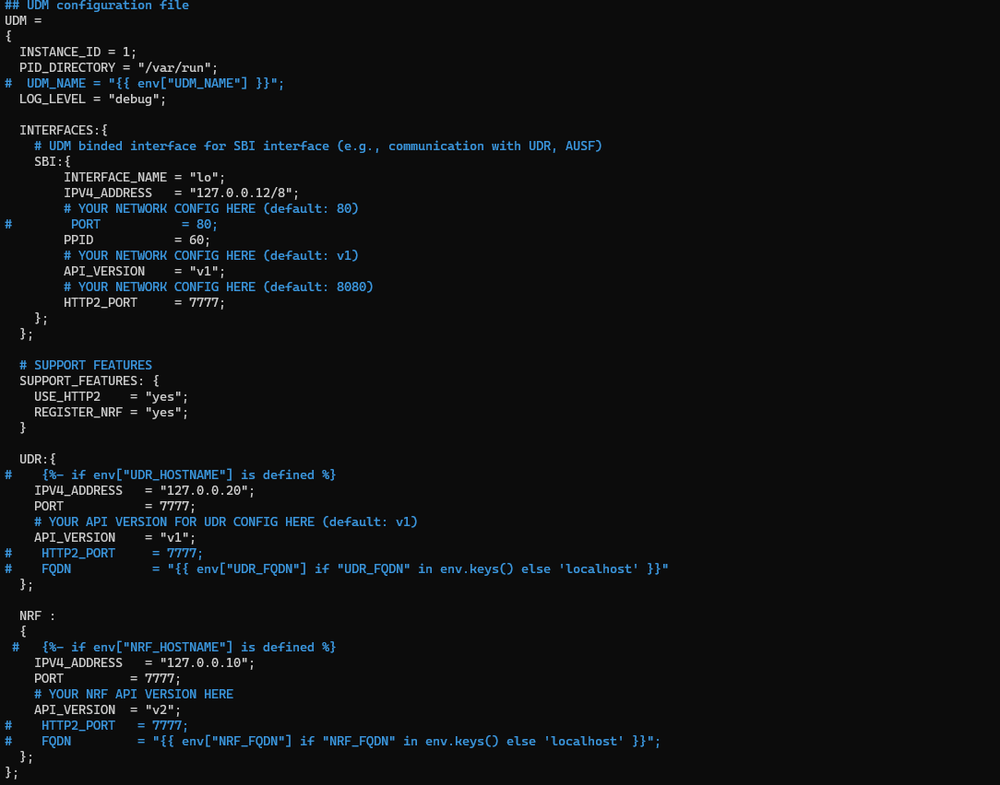 ## UDM configuration file
UDM =
{
  INSTANCE_ID = 1;
  PID_DIRECTORY = "/var/run";
#  UDM_NAME = "{{ env["UDM_NAME"] }}";
  LOG_LEVEL = "debug";

  INTERFACES:{
    # UDM binded interface for SBI interface (e.g., communication with UDR, AUSF)
    SBI:{
        INTERFACE_NAME = "lo";
        IPV4_ADDRESS   = "127.0.0.12/8";
        # YOUR NETWORK CONFIG HERE (default: 80)
#        PORT           = 80;
        PPID           = 60;
        # YOUR NETWORK CONFIG HERE (default: v1)
        API_VERSION    = "v1";
        # YOUR NETWORK CONFIG HERE (default: 8080)
        HTTP2_PORT     = 7777;
    };
  };

  # SUPPORT FEATURES
  SUPPORT_FEATURES: {
    USE_HTTP2    = "yes";
    REGISTER_NRF = "yes";
  }

  UDR:{
#    {%- if env["UDR_HOSTNAME"] is defined %}
    IPV4_ADDRESS   = "127.0.0.20";
    PORT           = 7777;
    # YOUR API VERSION FOR UDR CONFIG HERE (default: v1)
    API_VERSION    = "v1";
#    HTTP2_PORT     = 7777;
#    FQDN           = "{{ env["UDR_FQDN"] if "UDR_FQDN" in env.keys() else 'localhost' }}"
  };

  NRF :
  {
 #   {%- if env["NRF_HOSTNAME"] is defined %}
    IPV4_ADDRESS   = "127.0.0.10";
    PORT         = 7777;
    # YOUR NRF API VERSION HERE
    API_VERSION  = "v2";
#    HTTP2_PORT   = 7777;
#    FQDN         = "{{ env["NRF_FQDN"] if "NRF_FQDN" in env.keys() else 'localhost' }}";
  };
};